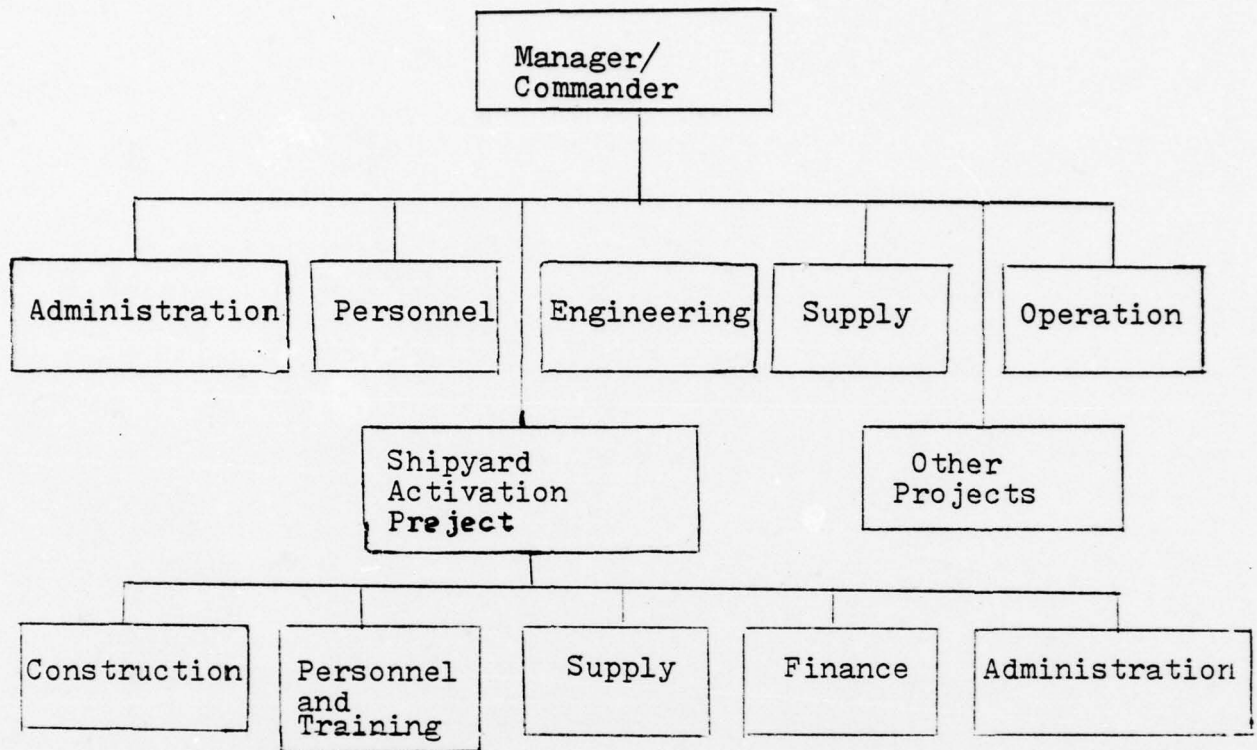 Manager/
Commander
Administration
Personnel
Engineering
Supply
Operation
Shipyard
Activation
Preject
Other
Projects
Construction
Personnel
and
Training
Supply
Finance
Administration